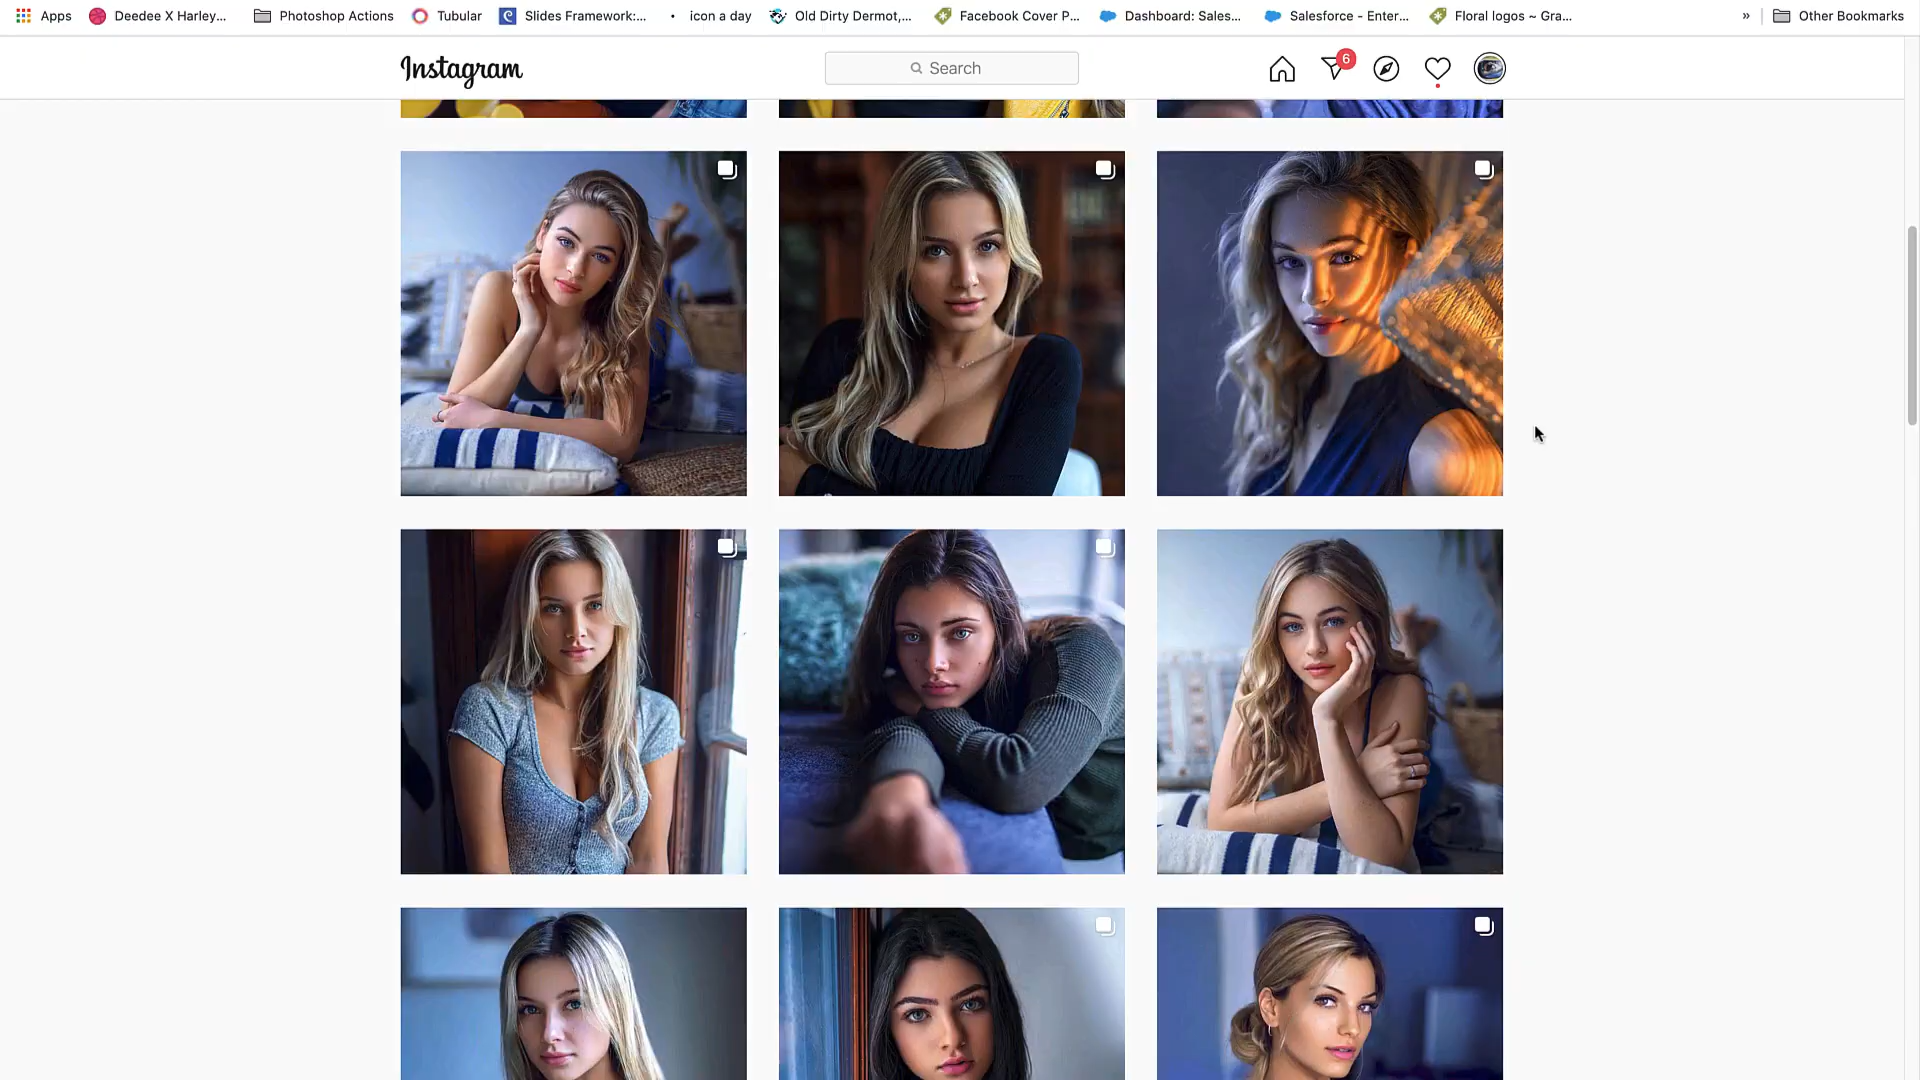 Apps Deedee X Harley... Photoshop Actions Tubular Slides Framework:... icon a day Old Dirty Dermot,... Facebook Cover P... Dashboard: Sales... Salesforce - Enter... Floral logos ~ Gra... » Other Bookmarks
Instagram Search 6